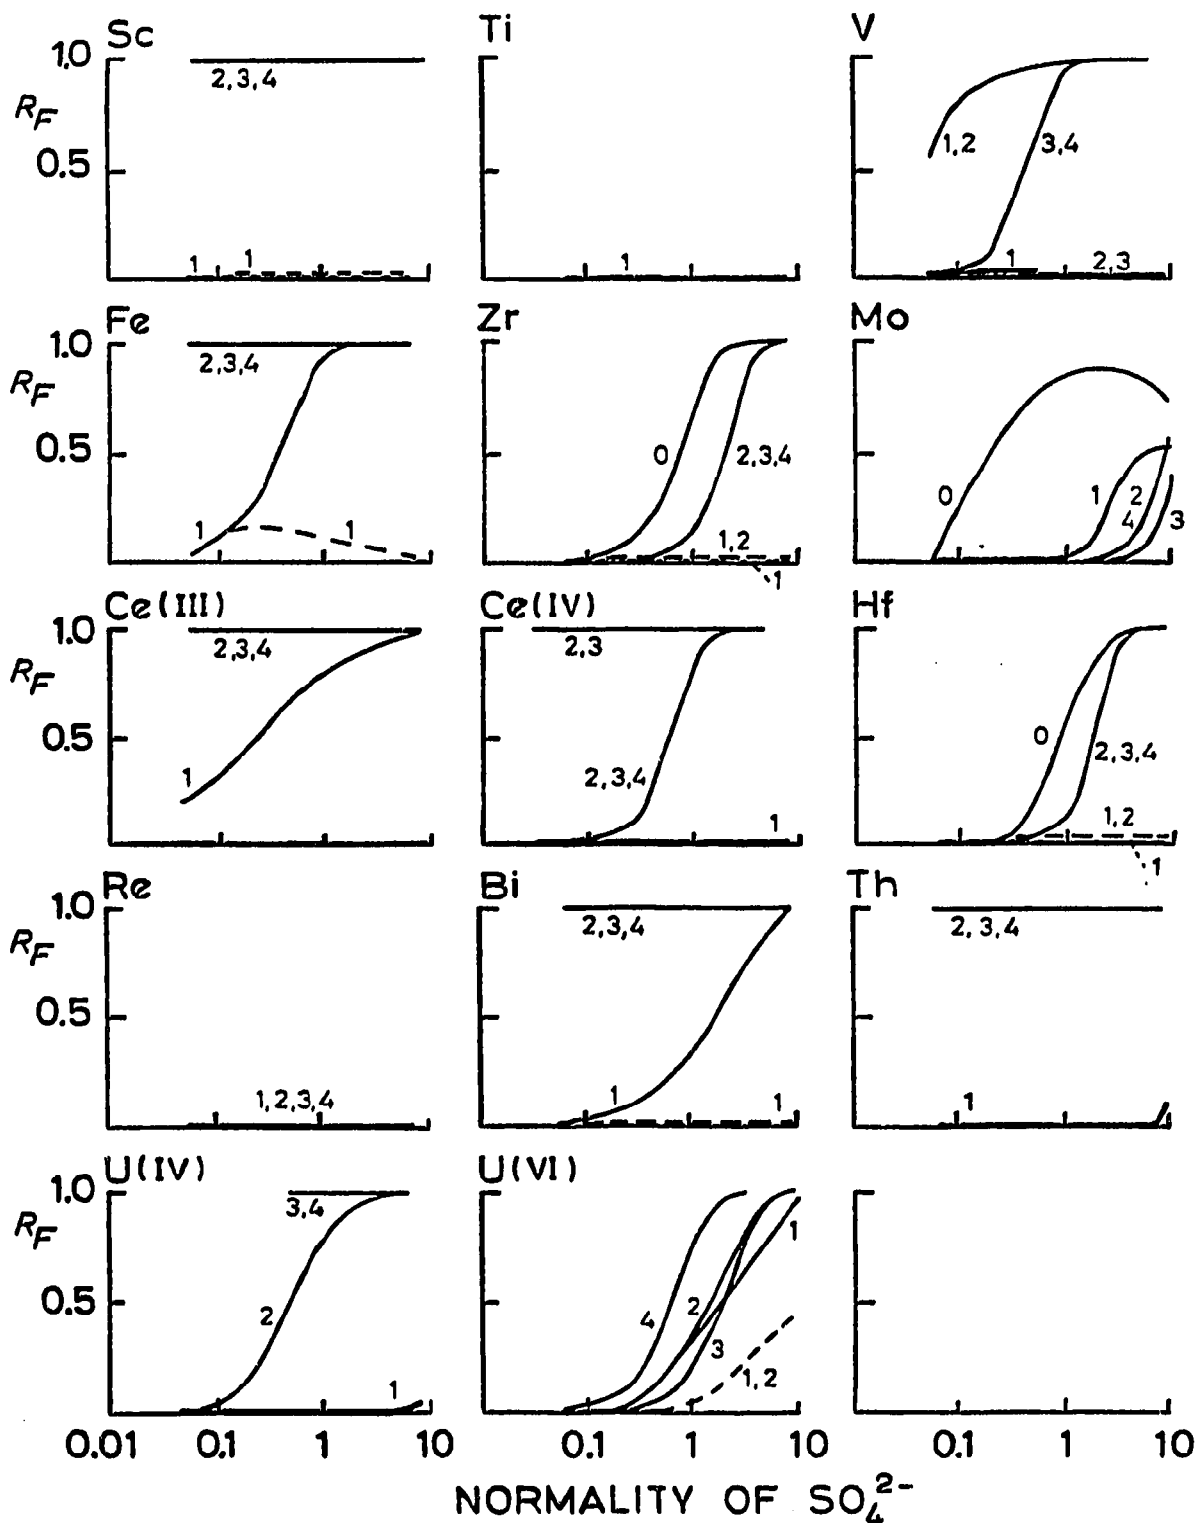 Sc Ti V
1.0
2,3,4
R_F
1,2 3,4
0.5
1 1 1 1 2,3
Fe Zr Mo
1.0
2,3,4
R_F
0.5
0 2,3,4 0 1 2 4 3
1 1 1,2 1
Ce(III) Ce(IV) Hf
1.0
2,3,4 2,3
R_F
0.5
0 2,3,4
1 2,3,4 1 1,2 1
Re Bi Th
1.0
2,3,4 2,3,4
R_F
0.5
1,2,3,4 1 1 1
U(IV) U(VI)
1.0
3,4 1
R_F
0.5
2 4 2 3
1 1,2
0.01 0.1 1 10 0.1 1 10 0.1 1 10
NORMALITY OF SO₄²⁻